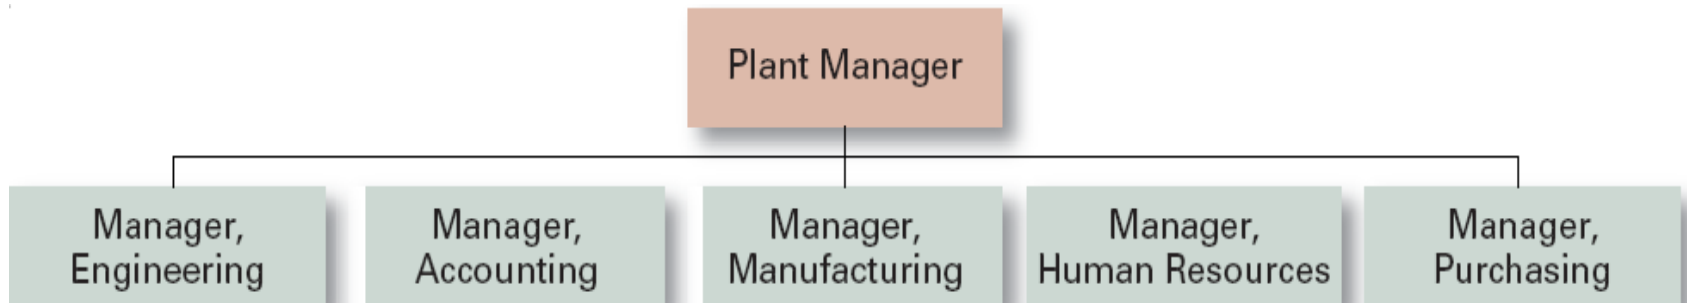 Plant Manager
Manager,
Engineering
Manager,
Accounting
Manager,
Manufacturing
Manager,
Human Resources
Manager,
Purchasing